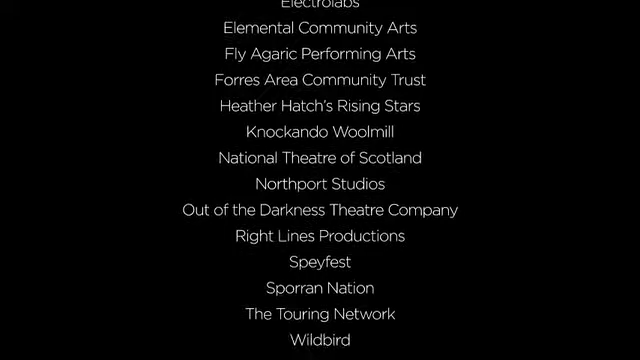 Electrolabs
Elemental Community Arts
Fly Agaric Performing Arts
Forres Area Community Trust
Heather Hatch's Rising Stars
Knockando Woolmill
National Theatre of Scotland
Northport Studios
Out of the Darkness Theatre Company
Right Lines Productions
Speyfest
Sporran Nation
The Touring Network
Wildbird